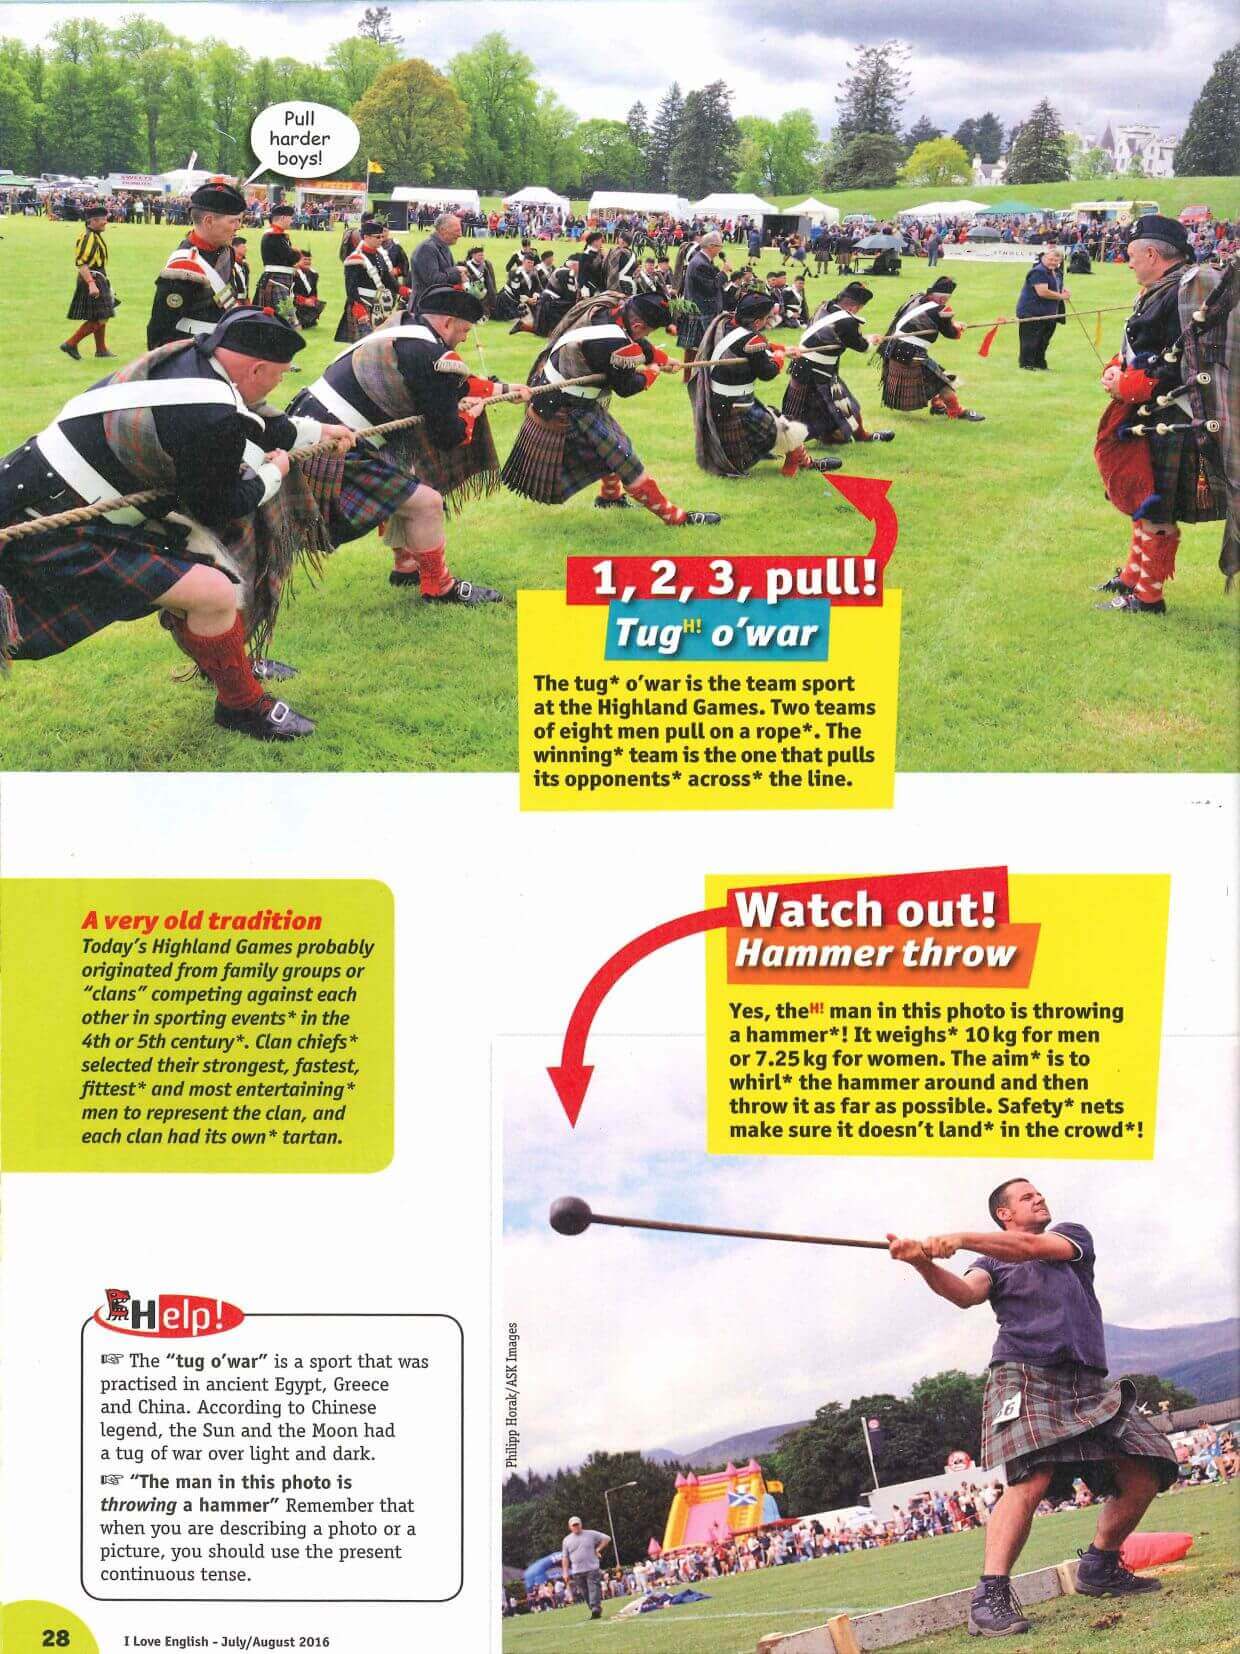 Pull
harder
boys!
1, 2, 3, pull!
Tug H! o'war
The tug* o'war is the team sport
at the Highland Games. Two teams
of eight men pull on a rope*. The
winning* team is the one that pulls
its opponents* across* the line.
A very old tradition
Today's Highland Games probably
originated from family groups or
"clans" competing against each
other in sporting events* in the
4th or 5th century*. Clan chiefs*
selected their strongest, fastest,
fittest* and most entertaining*
men to represent the clan, and
each clan had its own* tartan.
Watch out!
Hammer throw
Yes, the H! man in this photo is throwing
a hammer*! It weighs* 10 kg for men
or 7.25 kg for women. The aim* is to
whirl* the hammer around and then
throw it as far as possible. Safety* nets
make sure it doesn't land* in the crowd*!
Help!
☞ The "tug o'war" is a sport that was
practised in ancient Egypt, Greece
and China. According to Chinese
legend, the Sun and the Moon had
a tug of war over light and dark.
☞ "The man in this photo is
throwing a hammer" Remember that
when you are describing a photo or a
picture, you should use the present
continuous tense.
Philipp Horak/ASK Images
28
I Love English - July/August 2016